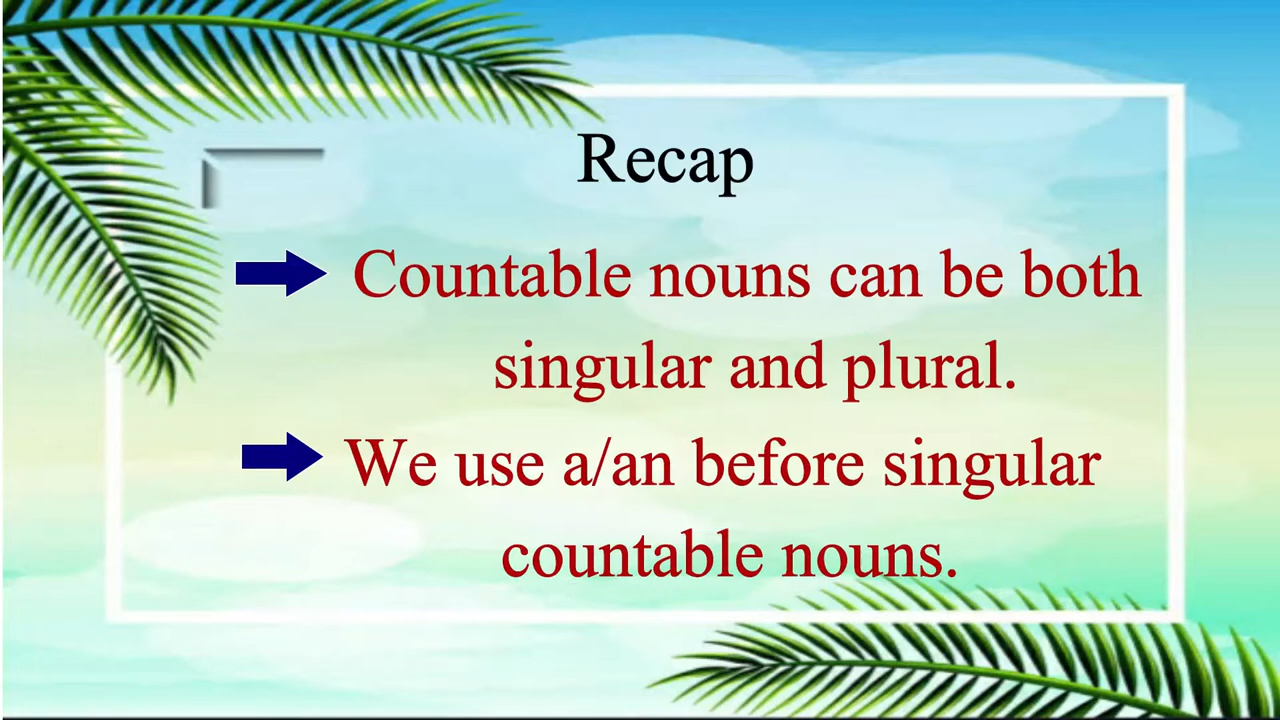 Recap
Countable nouns can be both
singular and plural.
We use a/an before singular
countable nouns.